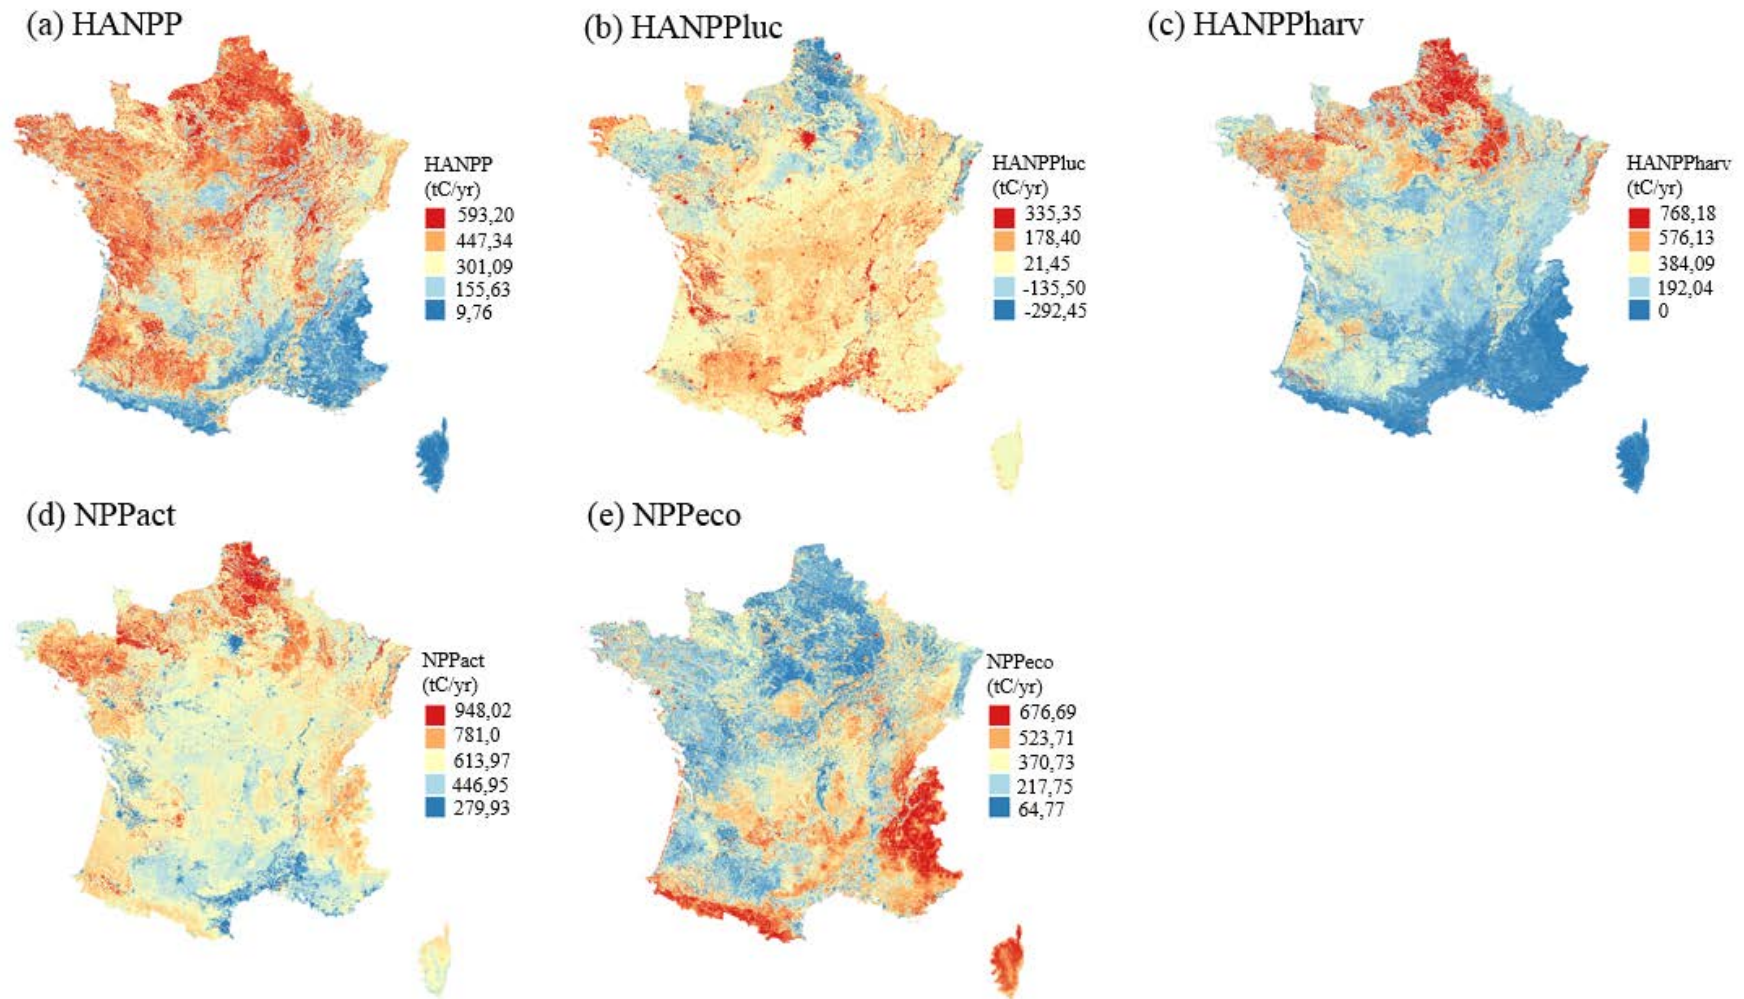 (a) HANPP
HANPP
(tC/yr)
593,20
447,34
301,09
155,63
9,76
(b) HANPPluc
HANPPluc
(tC/yr)
335,35
178,40
21,45
-135,50
-292,45
(c) HANPPharv
HANPPharv
(tC/yr)
768,18
576,13
384,09
192,04
0
(d) NPPact
NPPact
(tC/yr)
948,02
781,0
613,97
446,95
279,93
(e) NPPeco
NPPeco
(tC/yr)
676,69
523,71
370,73
217,75
64,77